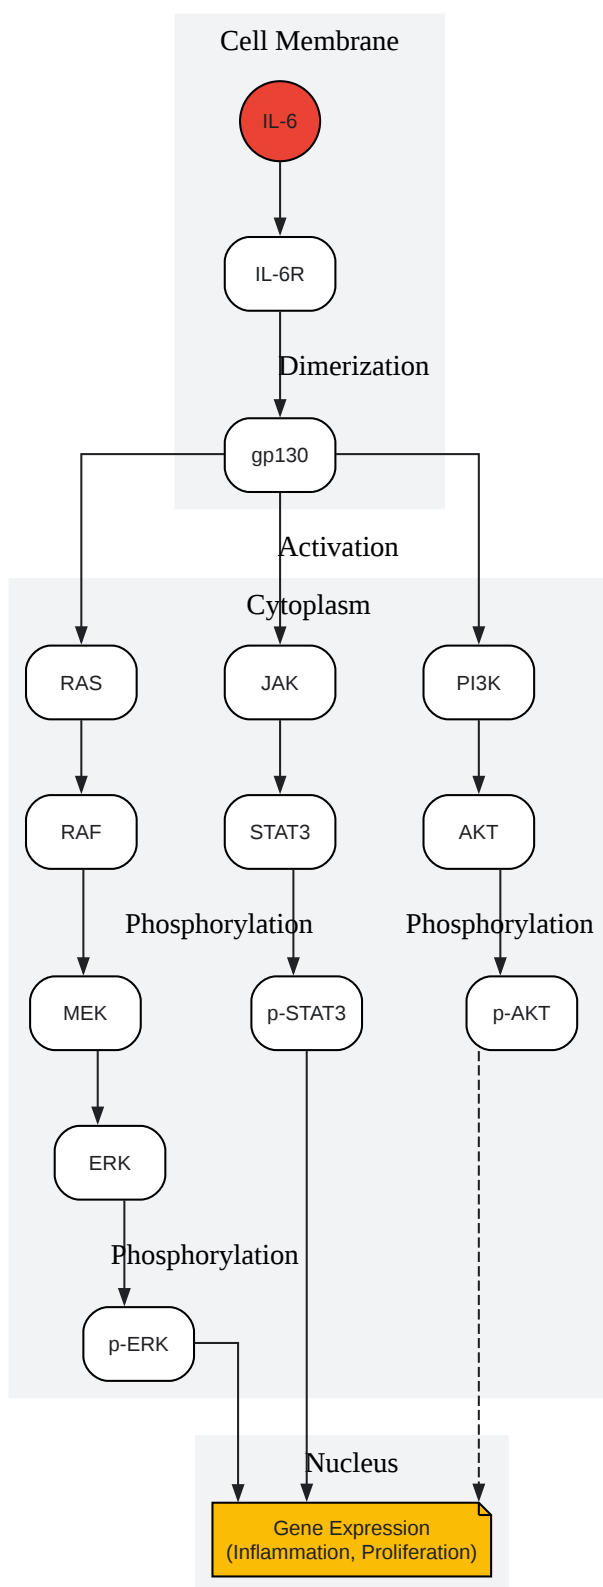 Cell Membrane
IL-6
IL-6R
Dimerization
gp130
Activation
Cytoplasm
RAS
JAK
PI3K
RAF
STAT3
AKT
Phosphorylation
Phosphorylation
MEK
p-STAT3
p-AKT
ERK
Phosphorylation
p-ERK
Nucleus
Gene Expression
(Inflammation, Proliferation)